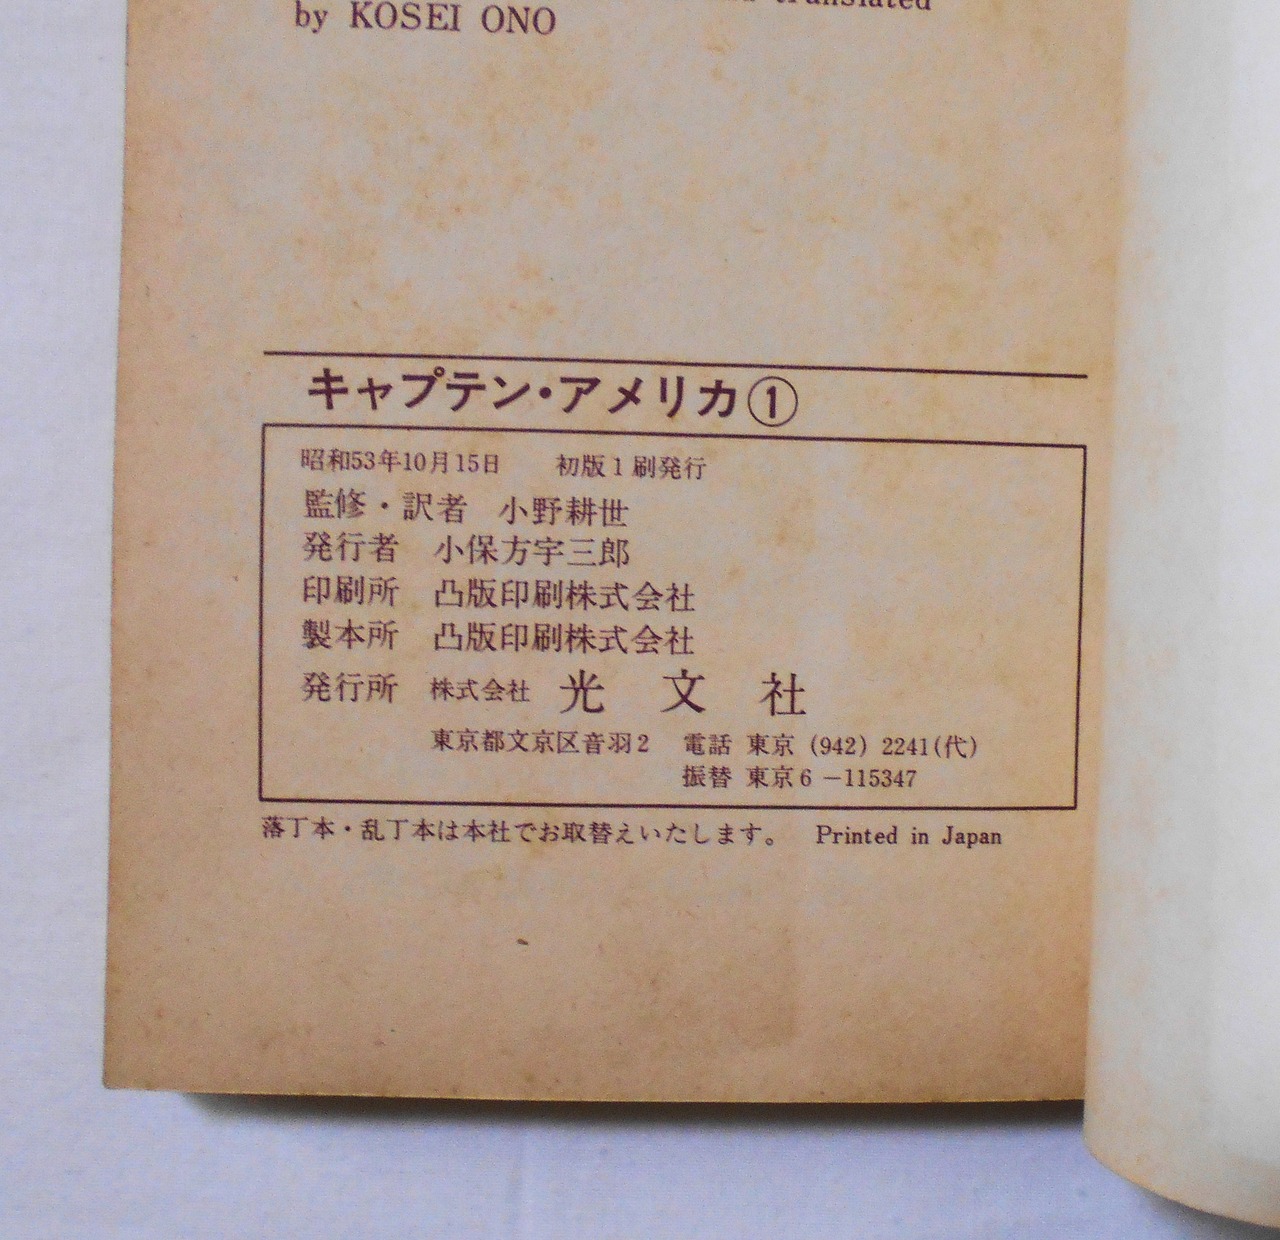 translated
by KOSEI ONO
キャプテン・アメリカ①
昭和53年10月15日　初版1刷発行
監修・訳者　小野耕世
発行者　小保方宇三郎
印刷所　凸版印刷株式会社
製本所　凸版印刷株式会社
発行所　株式会社　光文社
東京都文京区音羽2　電話 東京 (942) 2241(代)
振替 東京6－115347
落丁本・乱丁本は本社でお取替えいたします。　Printed in Japan